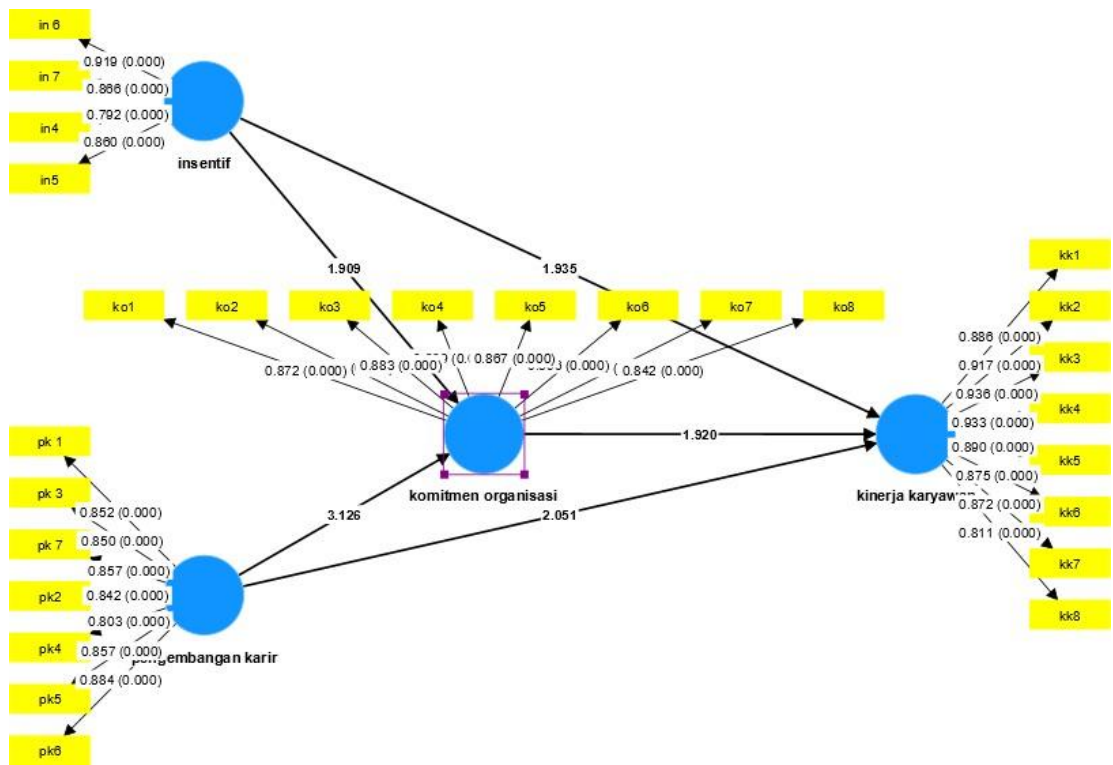 in 6
0.919 (0.000)
in 7
0.866 (0.000)
0.792 (0.000)
in4
0.860 (0.000)
in5
insentif
1.909
1.935
ko1
ko2
ko3
ko4
ko5
ko6
ko7
ko8
0.872 (0.000)
0.883 (0.000)
0.867 (0.000)
0.842 (0.000)
komitmen organisasi
1.920
kk1
kk2
0.886 (0.000)
kk3
0.917 (0.000)
0.936 (0.000)
kk4
0.933 (0.000)
0.890 (0.000)
kk5
0.875 (0.000)
kinerja
0.872 (0.000)
kk6
0.811 (0.000)
kk7
kk8
pk 1
pk 3
0.852 (0.000)
0.850 (0.000)
pk 7
0.857 (0.000)
pk2
0.842 (0.000)
0.803 (0.000)
pk4
0.857 (0.000)
pengembangan karir
0.884 (0.000)
pk5
pk6
3.126
2.051